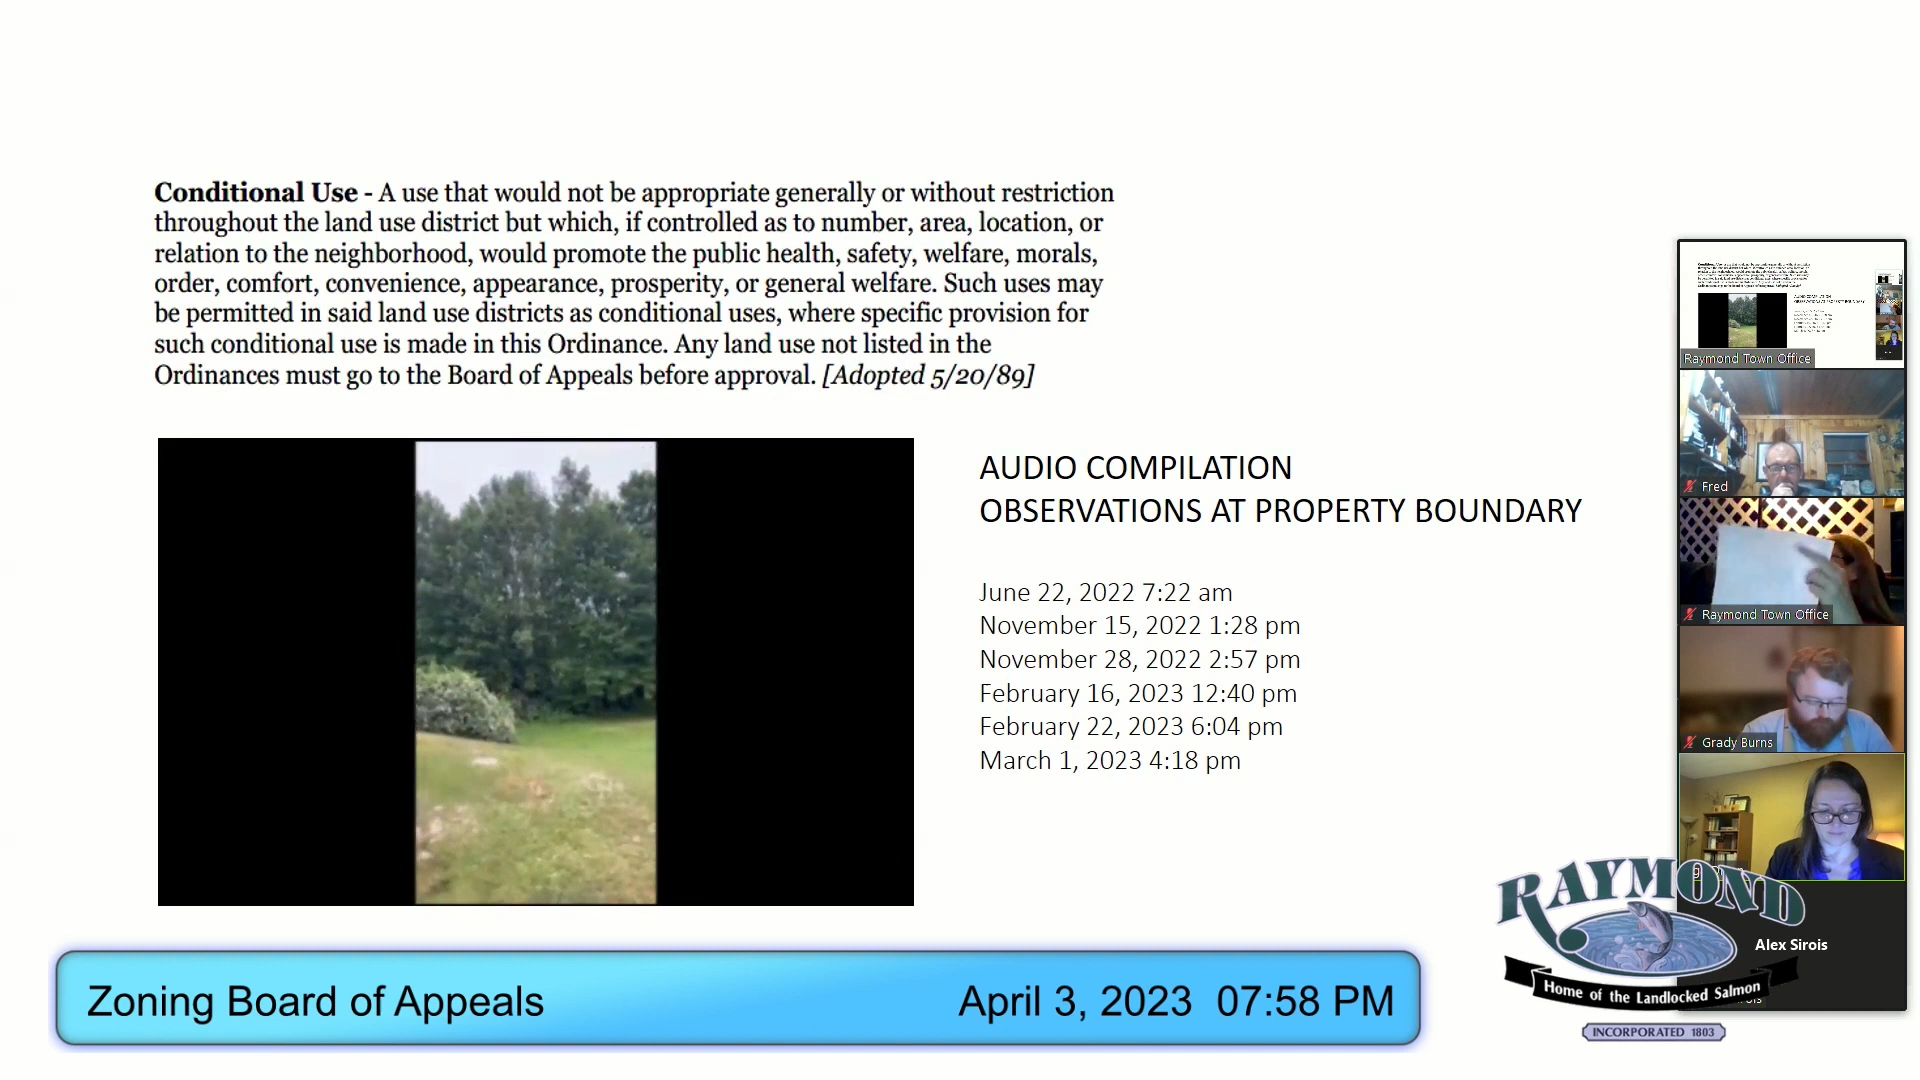 Conditional Use - A use that would not be appropriate generally or without restriction
throughout the land use district but which, if controlled as to number, area, location, or
relation to the neighborhood, would promote the public health, safety, welfare, morals,
order, comfort, convenience, appearance, prosperity, or general welfare. Such uses may
be permitted in said land use districts as conditional uses, where specific provision for
such conditional use is made in this Ordinance. Any land use not listed in the
Ordinances must go to the Board of Appeals before approval. [Adopted 5/20/89]
AUDIO COMPILATION
OBSERVATIONS AT PROPERTY BOUNDARY
June 22, 2022 7:22 am
November 15, 2022 1:28 pm
November 28, 2022 2:57 pm
February 16, 2023 12:40 pm
February 22, 2023 6:04 pm
March 1, 2023 4:18 pm
Raymond Town Office
Fred
Raymond Town Office
Grady Burns
Alex Sirois
RAYMOND
Home of the Landlocked Salmon
INCORPORATED 1803
Zoning Board of Appeals
April 3, 2023 07:58 PM